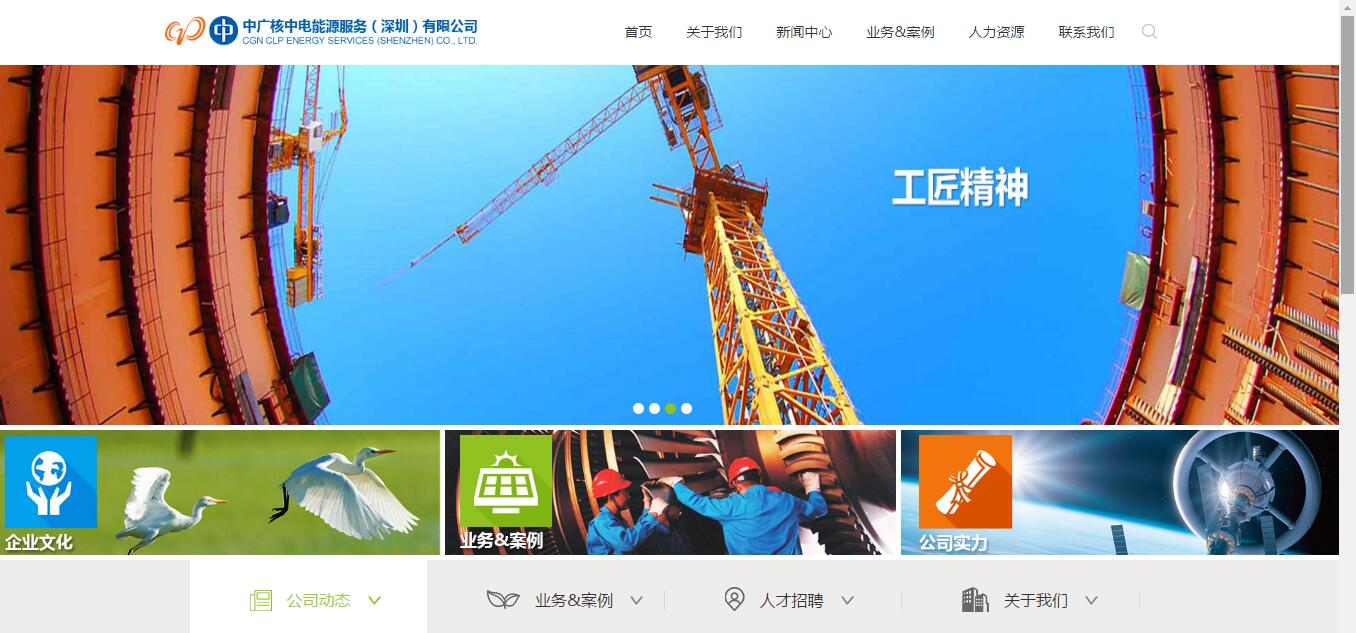 中广核中电能源服务（深圳）有限公司
CGN CLP ENERGY SERVICES (SHENZHEN) CO., LTD.
首页 关于我们 新闻中心 业务&案例 人力资源 联系我们
工匠精神
企业文化 业务&案例 公司实力
公司动态 业务&案例 人才招聘 关于我们